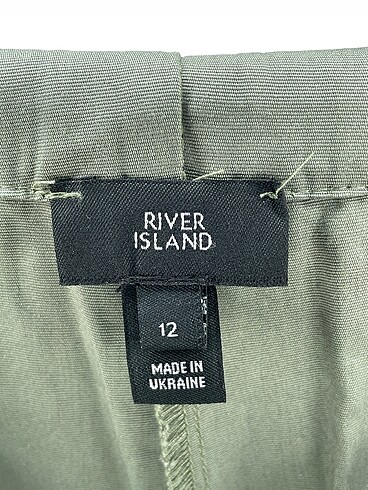 RIVER
ISLAND
12
MADE IN
UKRAINE